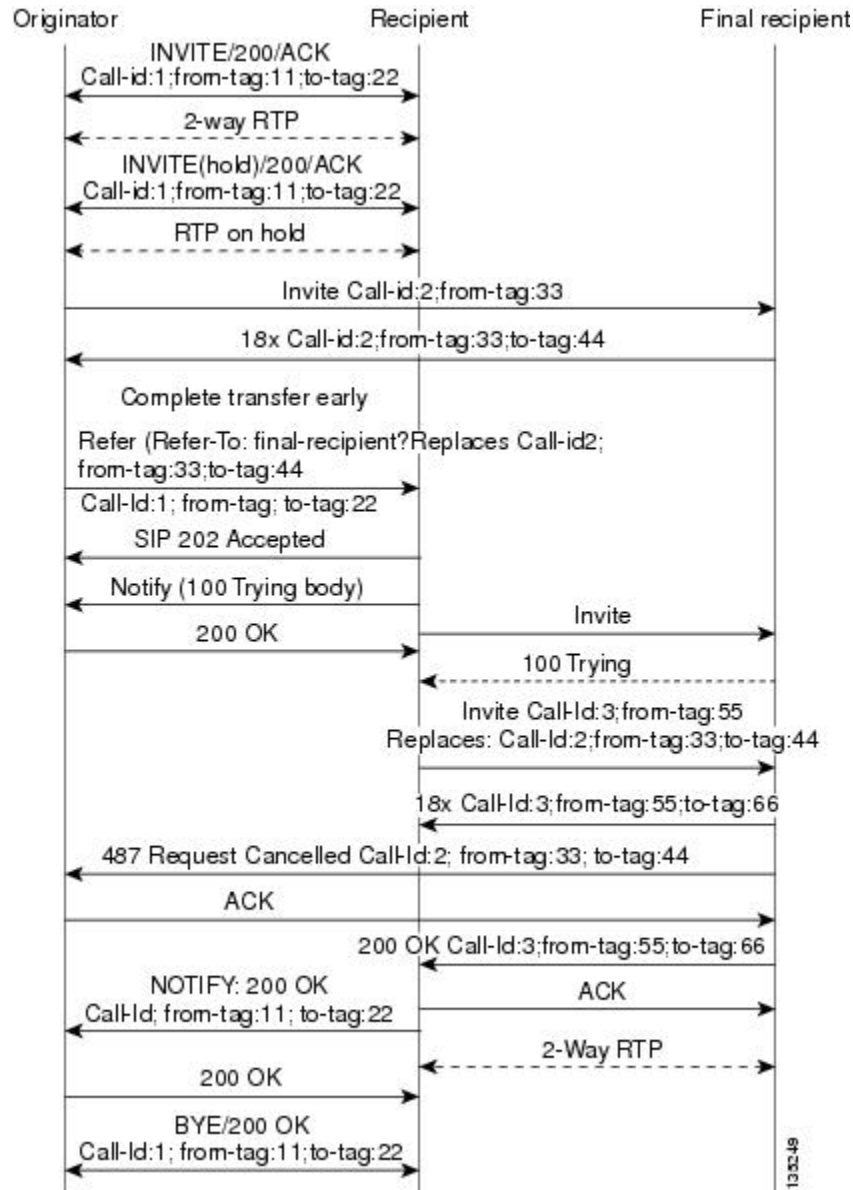 Originator Recipient Final recipient
INVITE/200/ACK
Call-id:1;from-tag:11;to-tag:22
2-way RTP
INVITE(hold)/200/ACK
Call-id:1;from-tag:11;to-tag:22
RTP on hold
Invite Call-id:2;from-tag:33
18x Call-id:2;from-tag:33;to-tag:44
Complete transfer early
Refer (Refer-To: final-recipient?Replaces Call-id2;
from-tag:33;to-tag:44
Call-Id:1; from-tag; to-tag:22
SIP 202 Accepted
Notify (100 Trying body)
Invite
200 OK
100 Trying
Invite Call-Id:3;from-tag:55
Replaces: Call-Id:2;from-tag:33;to-tag:44
18x Call-Id:3;from-tag:55;to-tag:66
487 Request Cancelled Call-Id:2; from-tag:33; to-tag:44
ACK
200 OK Call-Id:3;from-tag:55;to-tag:66
NOTIFY: 200 OK
Call-Id; from-tag:11; to-tag:22
ACK
2-Way RTP
200 OK
BYE/200 OK
Call-Id:1; from-tag:11;to-tag:22
135249